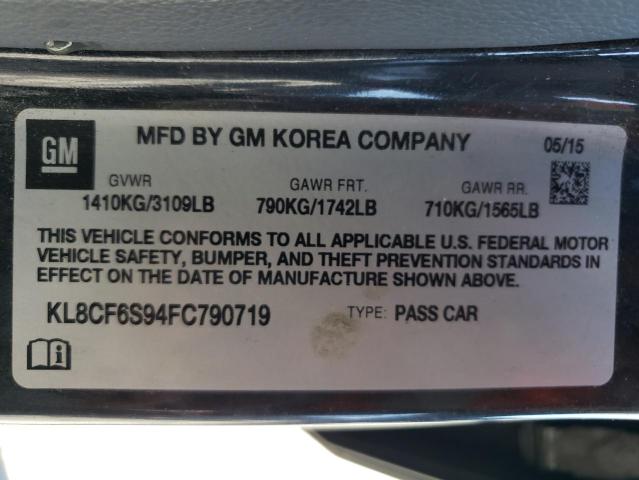 GM
MFD BY GM KOREA COMPANY
05/15
GVWR GAWR FRT. GAWR RR.
1410KG/3109LB 790KG/1742LB 710KG/1565LB
THIS VEHICLE CONFORMS TO ALL APPLICABLE U.S. FEDERAL MOTOR
VEHICLE SAFETY, BUMPER, AND THEFT PREVENTION STANDARDS IN
EFFECT ON THE DATE OF MANUFACTURE SHOWN ABOVE.
KL8CF6S94FC790719 TYPE: PASS CAR
i